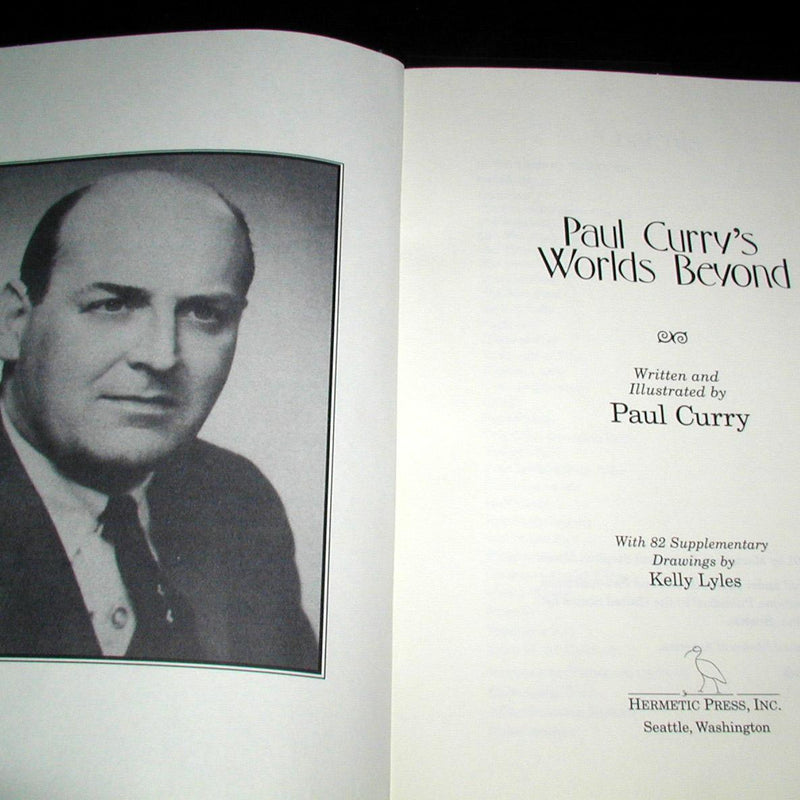 Paul Curry's
Worlds Beyond
Written and
Illustrated by
Paul Curry
With 82 Supplementary
Drawings by
Kelly Lyles
HERMETIC PRESS, INC.
Seattle, Washington